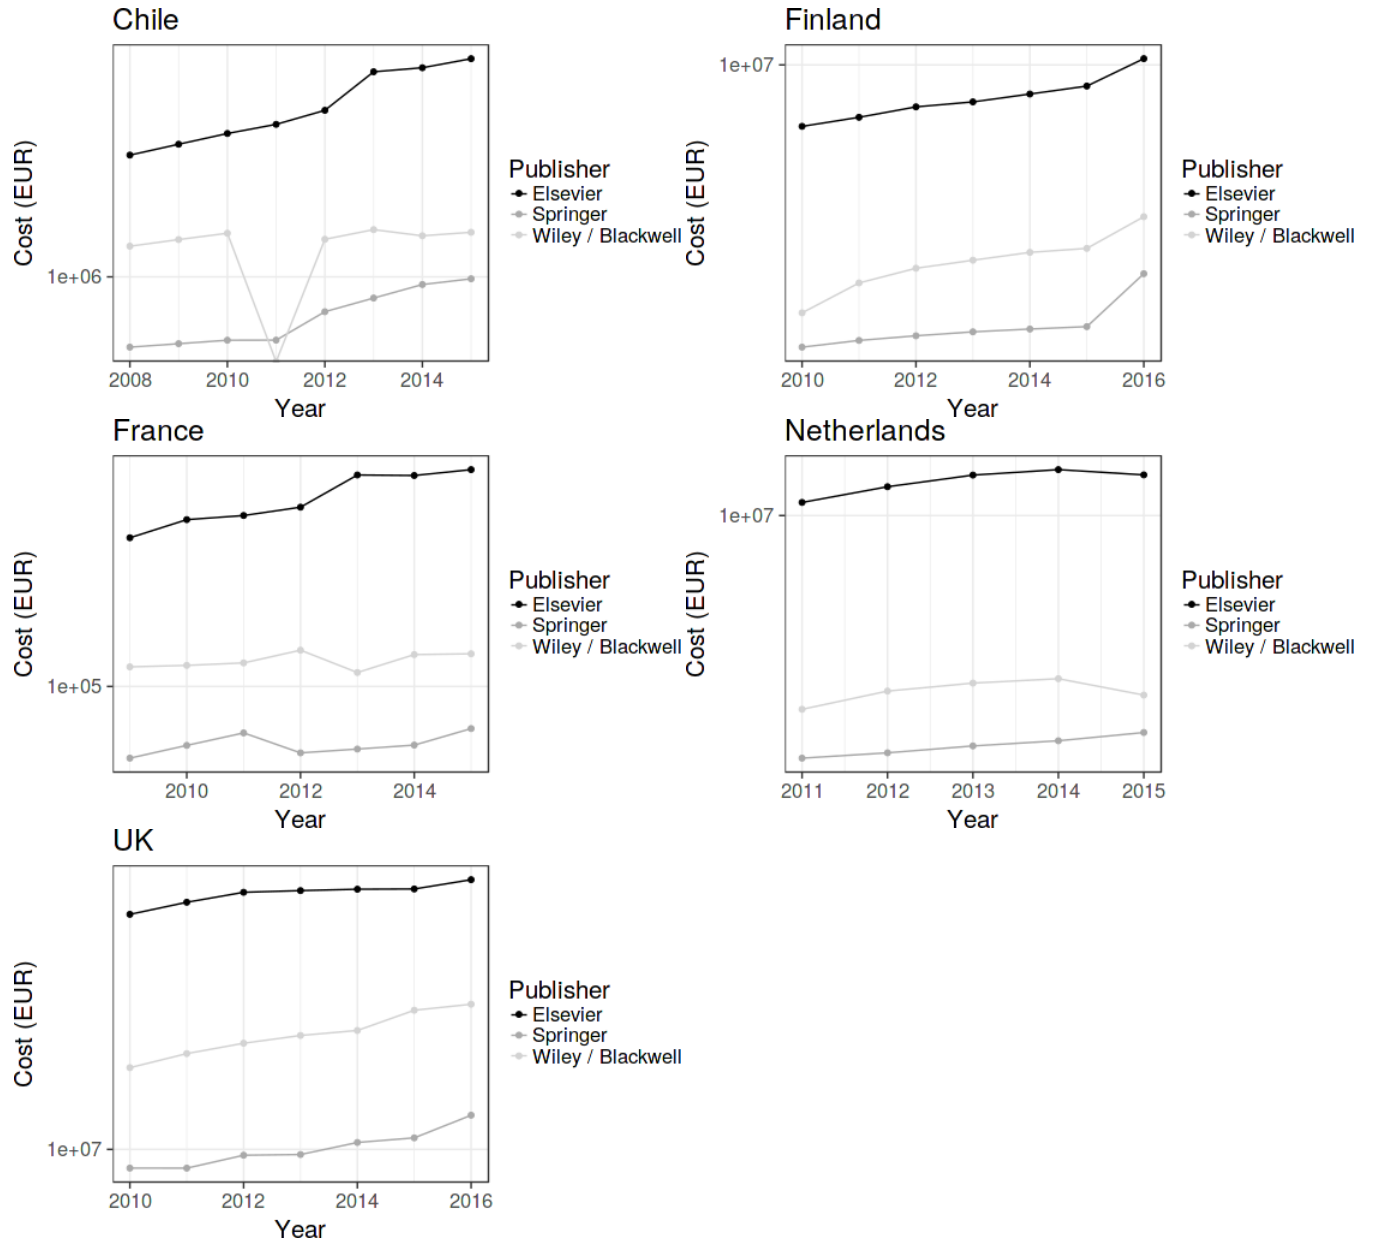 Chile
Cost (EUR)
1e+06
2008 2010 2012 2014
Year
Publisher
Elsevier
Springer
Wiley / Blackwell
Finland
Cost (EUR)
1e+07
2010 2012 2014 2016
Year
Publisher
Elsevier
Springer
Wiley / Blackwell
France
Cost (EUR)
1e+05
2010 2012 2014
Year
Publisher
Elsevier
Springer
Wiley / Blackwell
Netherlands
Cost (EUR)
1e+07
2011 2012 2013 2014 2015
Year
Publisher
Elsevier
Springer
Wiley / Blackwell
UK
Cost (EUR)
1e+07
2010 2012 2014 2016
Year
Publisher
Elsevier
Springer
Wiley / Blackwell